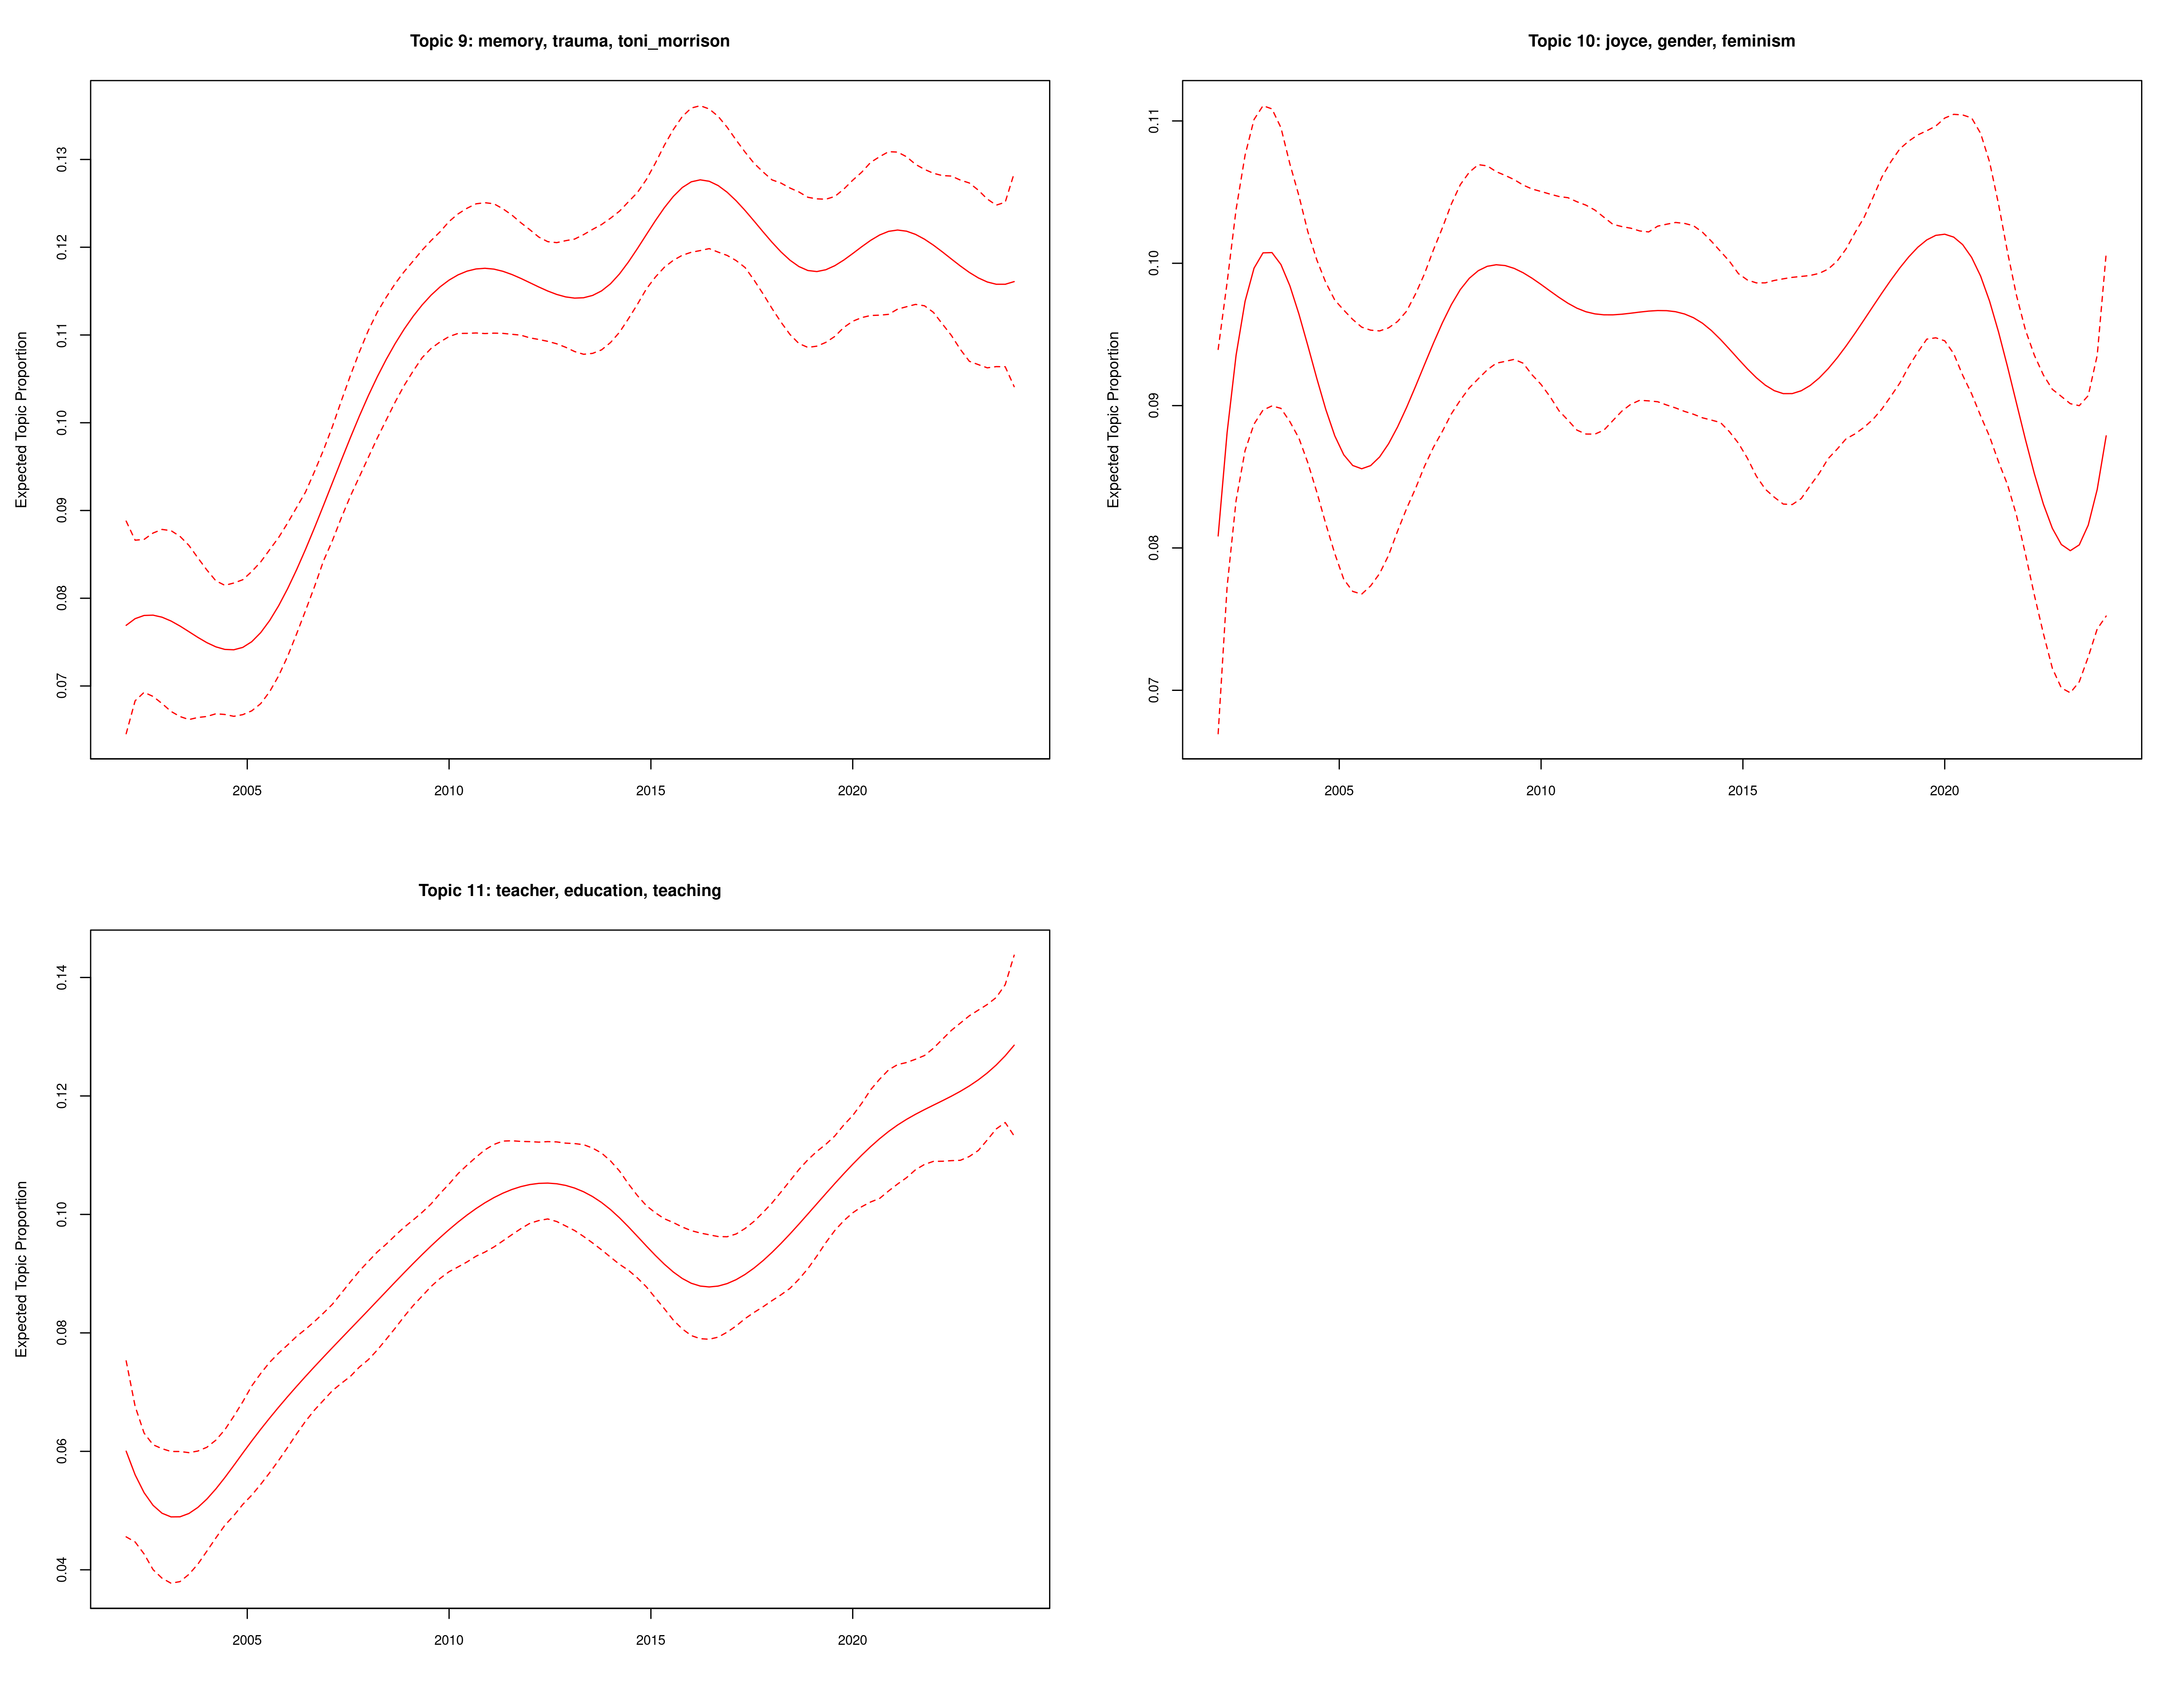 Topic 9: memory, trauma, toni_morrison
Expected Topic Proportion
0.13
0.12
0.11
0.10
0.09
0.08
0.07
2005 2010 2015 2020
Topic 10: joyce, gender, feminism
Expected Topic Proportion
0.11
0.10
0.09
0.08
0.07
2005 2010 2015 2020
Topic 11: teacher, education, teaching
Expected Topic Proportion
0.14
0.12
0.10
0.08
0.06
0.04
2005 2010 2015 2020